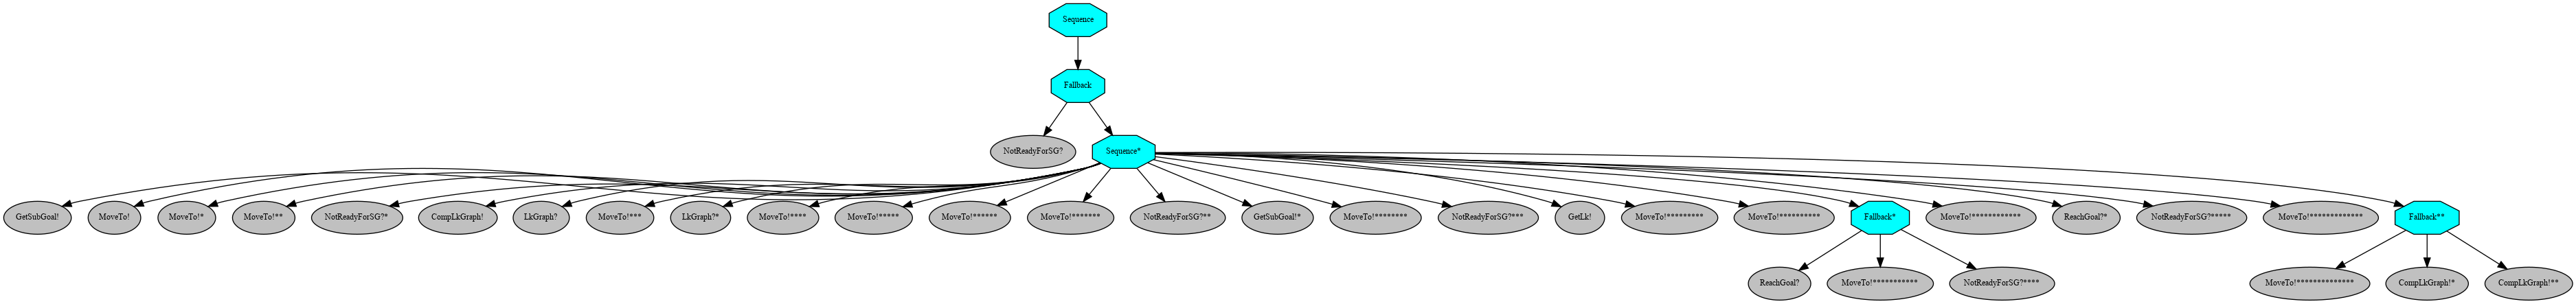 Sequence
Fallback
NotReadyForSG?
Sequence*
GetSubGoal!
MoveTo!
MoveTo!*
MoveTo!**
NotReadyForSG?*
CompLkGraph!
LkGraph?
MoveTo!***
LkGraph?*
MoveTo!****
MoveTo!*****
MoveTo!******
MoveTo!*******
NotReadyForSG?**
GetSubGoal!*
MoveTo!********
NotReadyForSG?***
GetLk!
MoveTo!*********
MoveTo!**********
Fallback*
MoveTo!************
ReachGoal?*
NotReadyForSG?*****
MoveTo!*************
Fallback**
ReachGoal?
MoveTo!***********
NotReadyForSG?****
MoveTo!**************
CompLkGraph!*
CompLkGraph!**